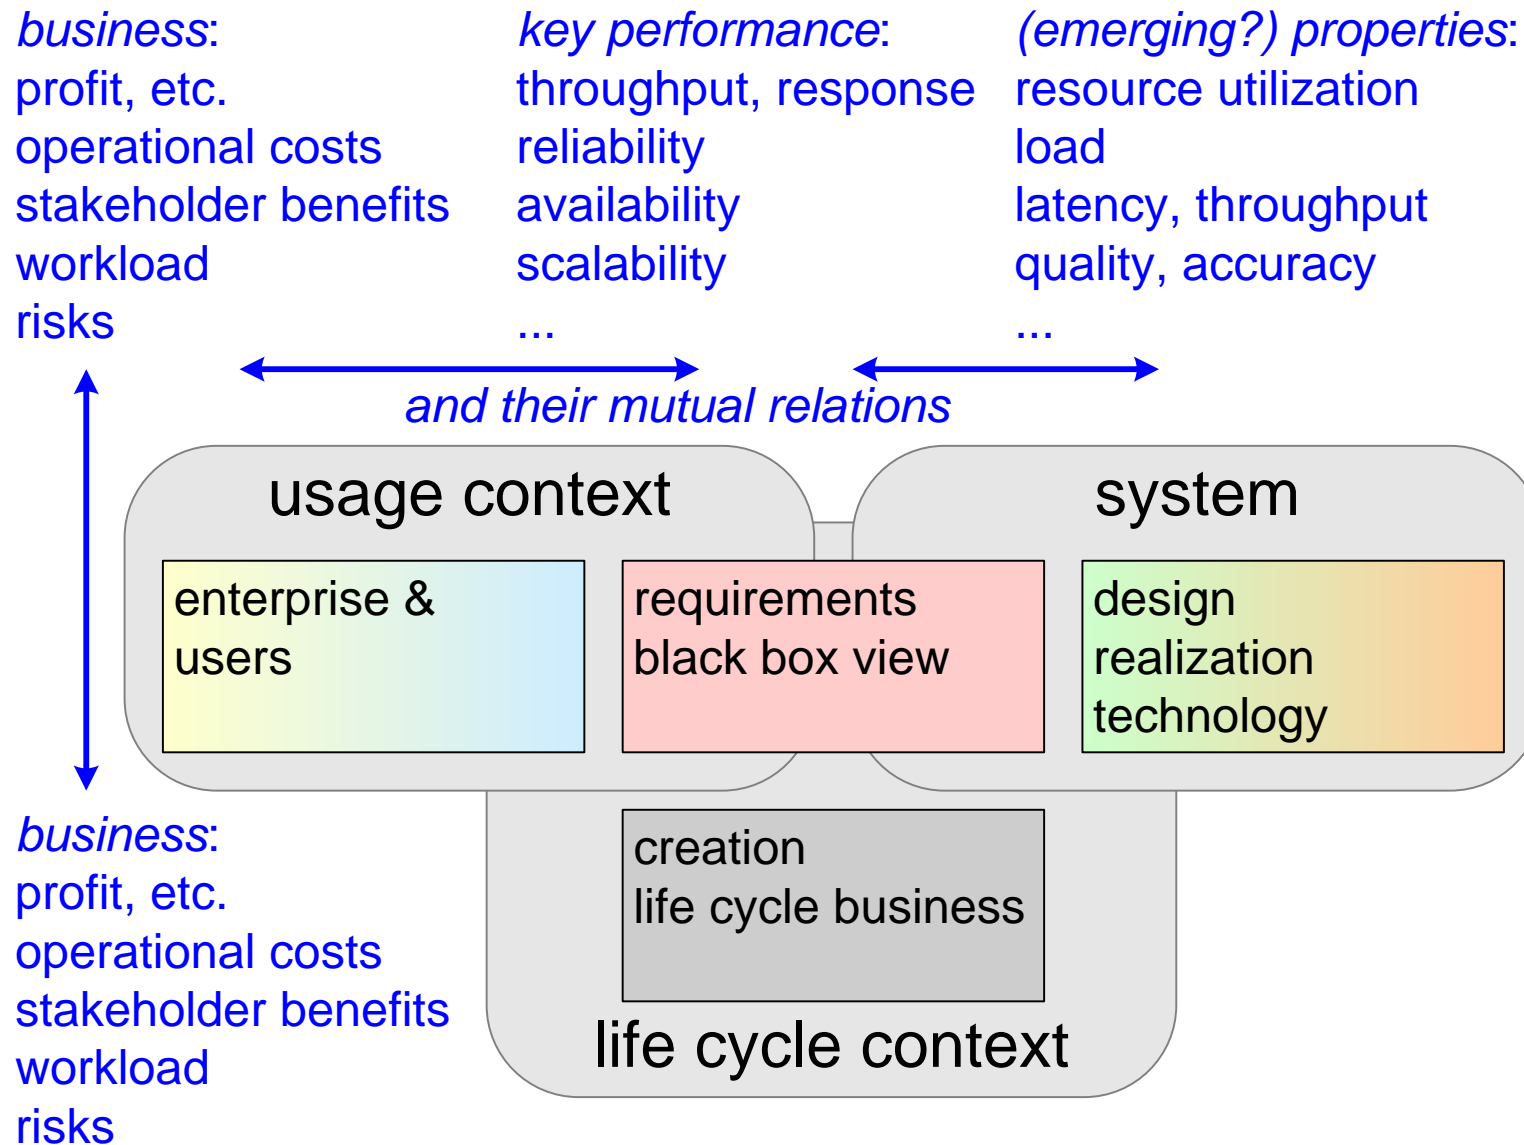 business:
profit, etc.
operational costs
stakeholder benefits
workload
risks
key performance:
throughput, response
reliability
availability
scalability
...
(emerging?) properties:
resource utilization
load
latency, throughput
quality, accuracy
...
and their mutual relations
usage context
enterprise &
users
requirements
black box view
system
design
realization
technology
creation
life cycle business
life cycle context
business:
profit, etc.
operational costs
stakeholder benefits
workload
risks